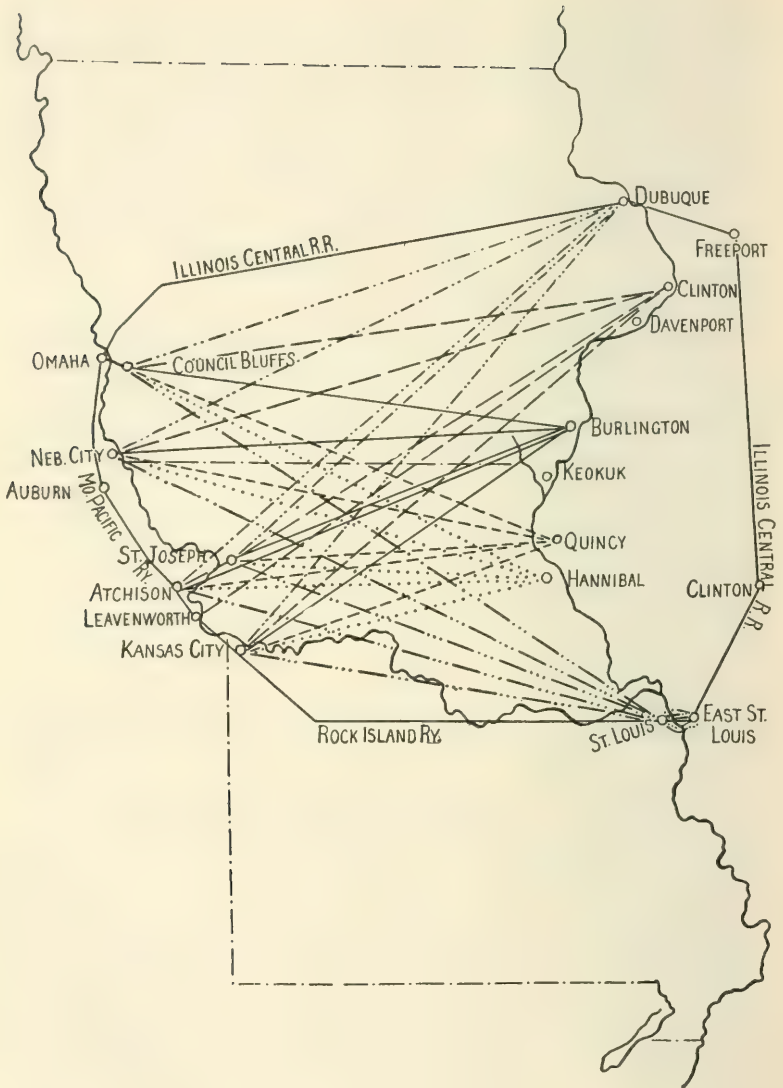 DUBUQUE
FREEPORT
ILLINOIS CENTRAL R.R.
CLINTON
DAVENPORT
OMAHA
COUNCIL BLUFFS
BURLINGTON
NEB. CITY
KEOKUK
AUBURN
MO. PACIFIC RY.
ILLINOIS CENTRAL R.R.
QUINCY
ST. JOSEPH
HANNIBAL
ATCHISON
CLINTON
LEAVENWORTH
KANSAS CITY
ROCK ISLAND RY.
ST. LOUIS
EAST ST.
LOUIS